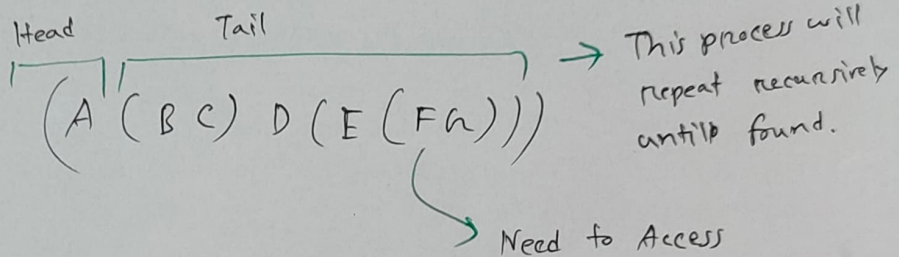 Head Tail
(A (B C) D (E (F G))) → This process will
repeat recursively
untill found.
Need to Access